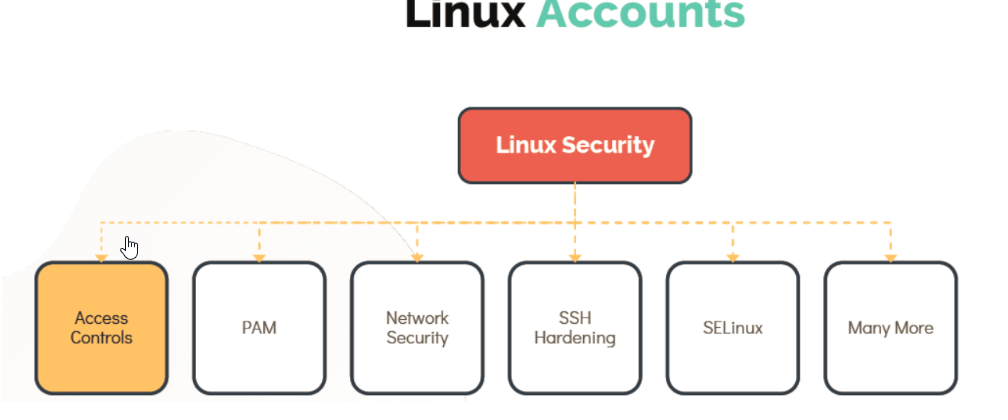 Linux Accounts
Linux Security
Access
Controls
PAM
Network
Security
SSH
Hardening
SELinux
Many More